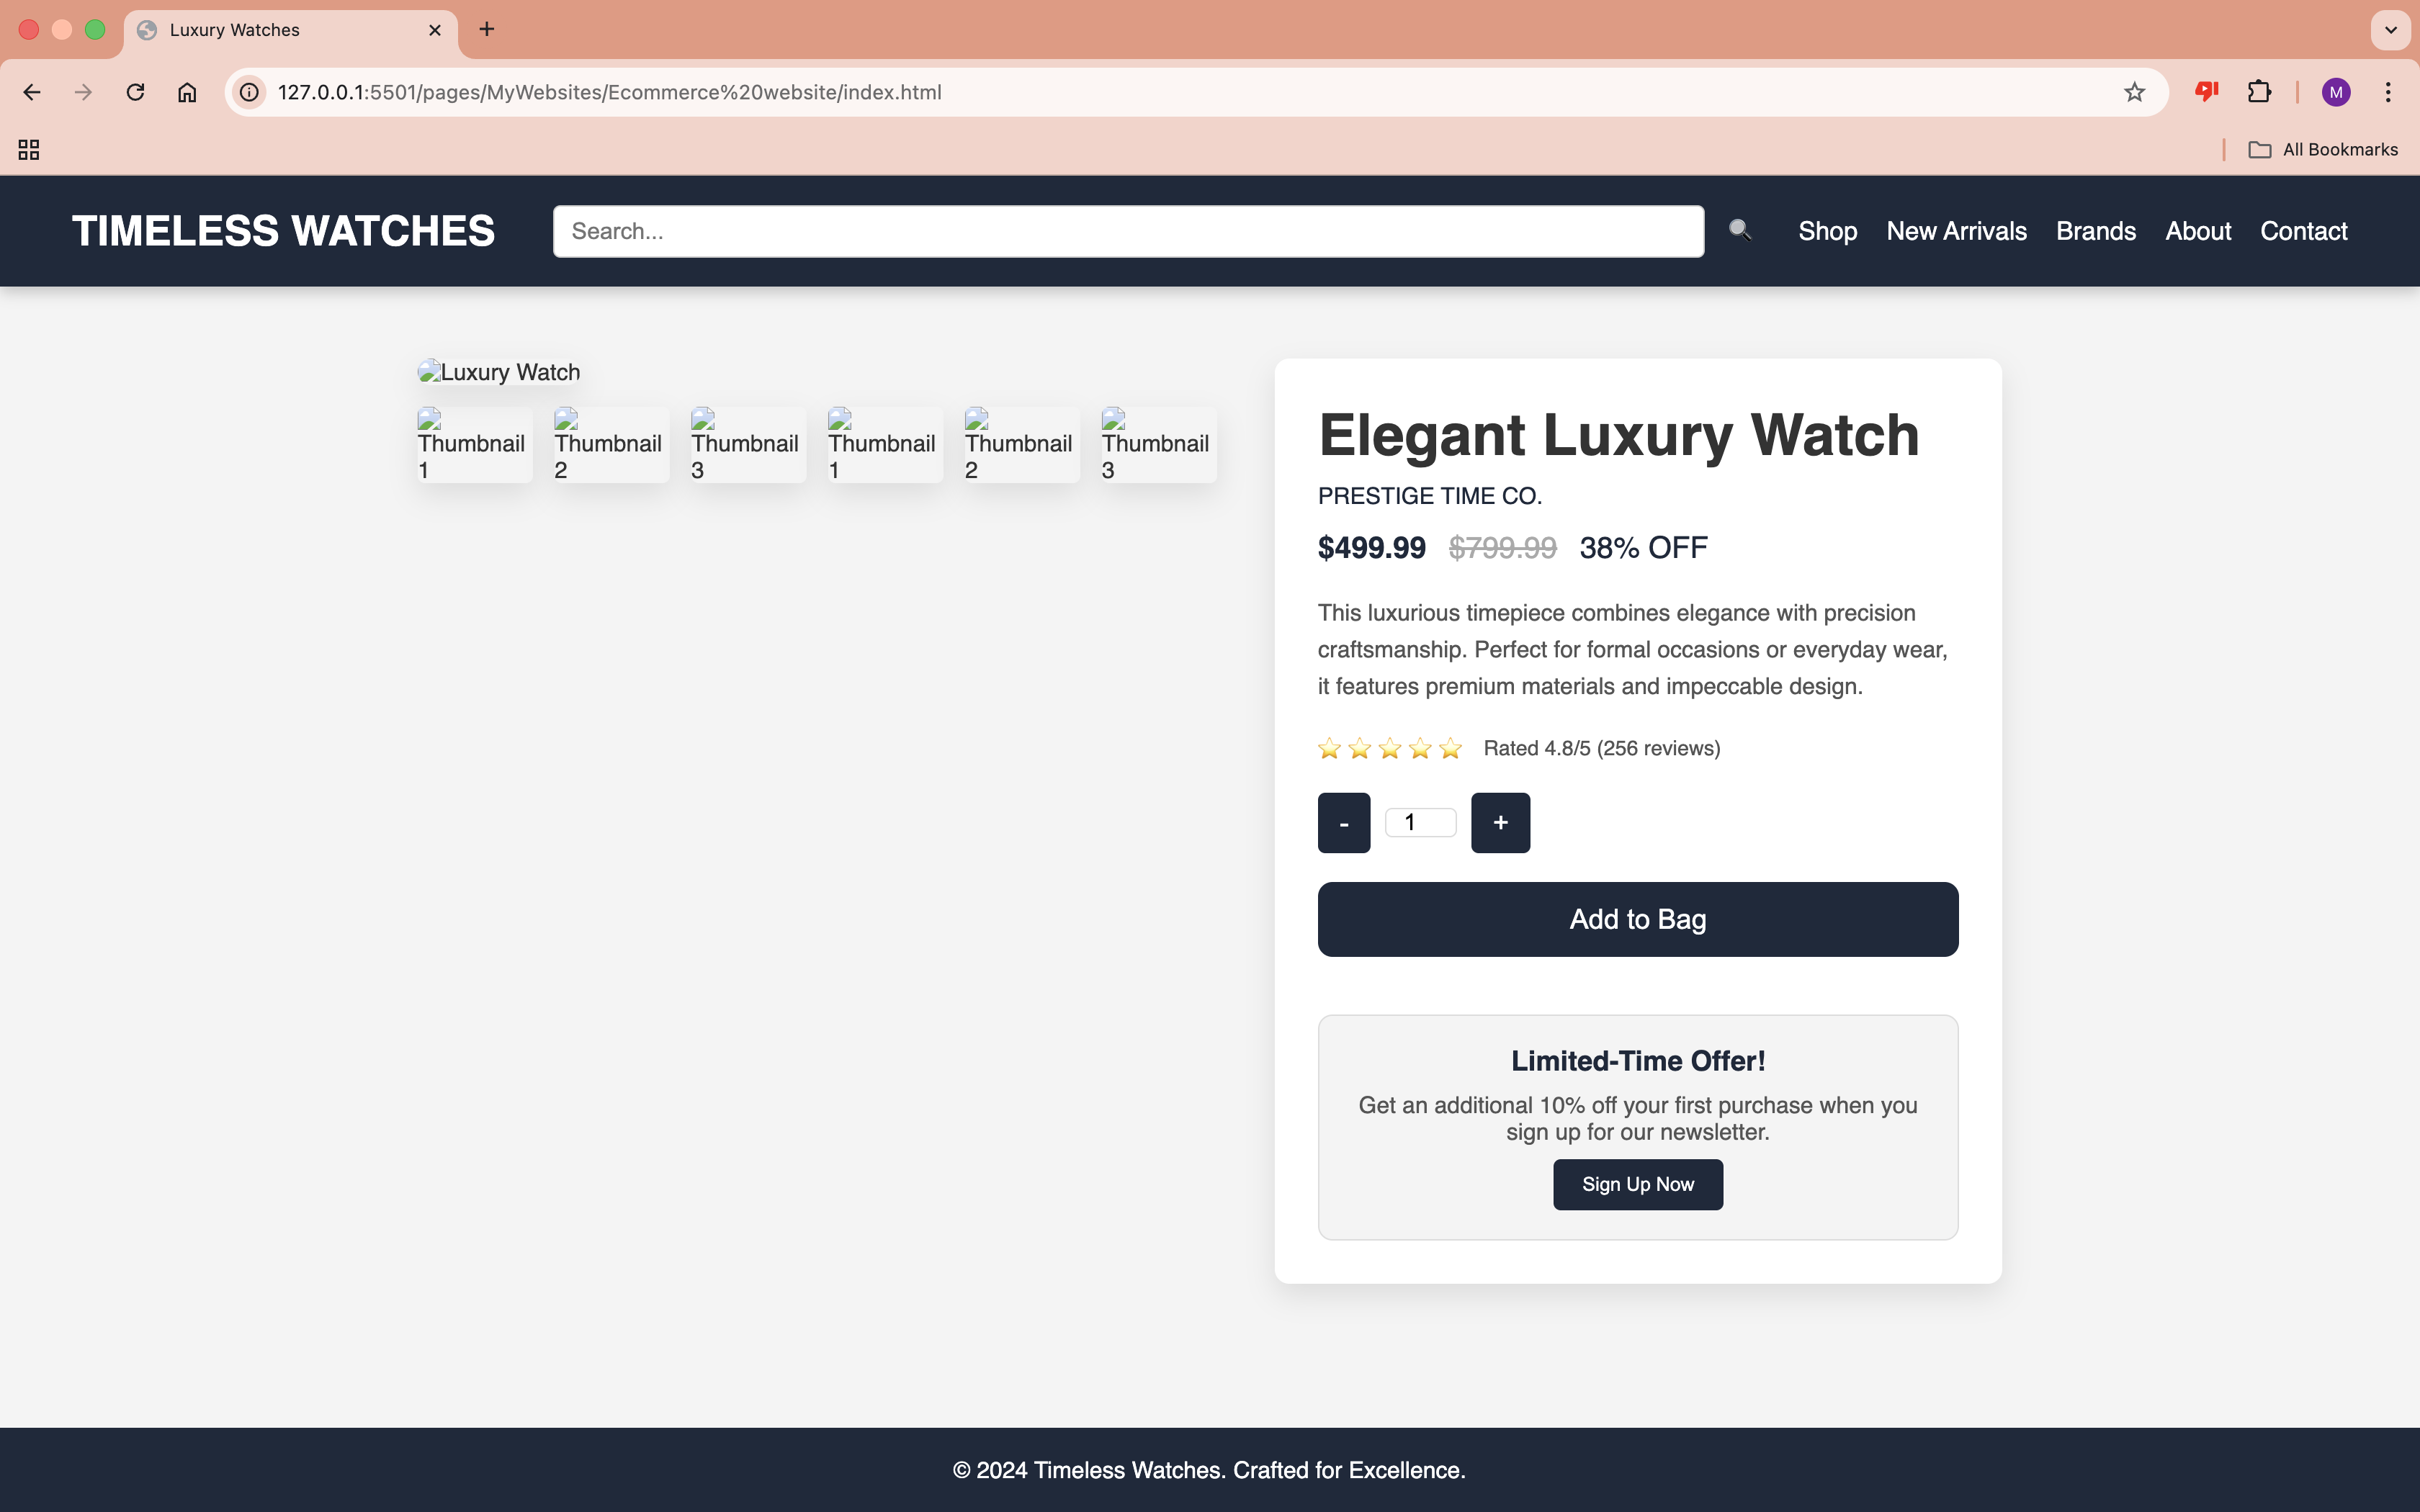 Luxury Watches
127.0.0.1:5501/pages/MyWebsites/Ecommerce%20website/index.html
M
All Bookmarks
TIMELESS WATCHES
Search...
Shop
New Arrivals
Brands
About
Contact
Luxury Watch
Thumbnail
1
Thumbnail
2
Thumbnail
3
Thumbnail
1
Thumbnail
2
Thumbnail
3
Elegant Luxury Watch
PRESTIGE TIME CO.
$499.99 $799.99 38% OFF
This luxurious timepiece combines elegance with precision
craftsmanship. Perfect for formal occasions or everyday wear,
it features premium materials and impeccable design.
Rated 4.8/5 (256 reviews)
- 1 +
Add to Bag
Limited-Time Offer!
Get an additional 10% off your first purchase when you
sign up for our newsletter.
Sign Up Now
© 2024 Timeless Watches. Crafted for Excellence.